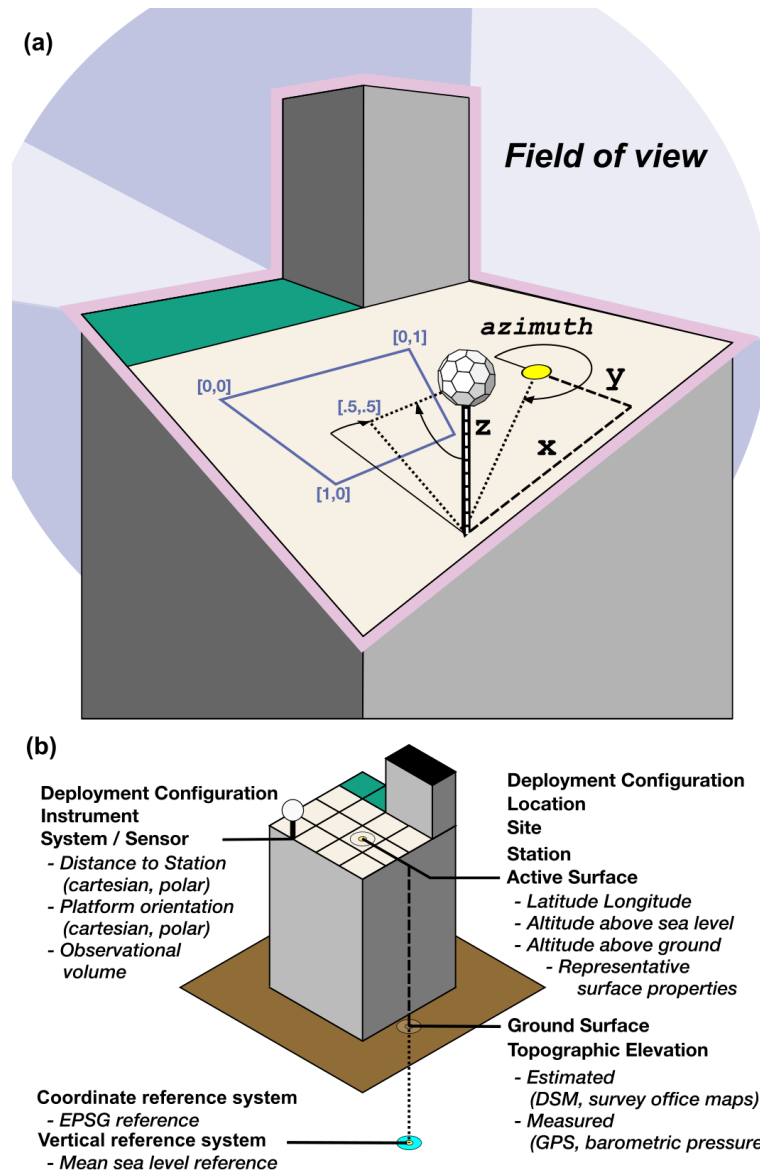 (a)
Field of view
azimuth
[0,1]
[0,0]
y
[.5,.5]
z
x
[1,0]
(b)
Deployment Configuration
Instrument
System / Sensor
- Distance to Station
(cartesian, polar)
- Platform orientation
(cartesian, polar)
- Observational
volume
Deployment Configuration
Location
Site
Station
Active Surface
- Latitude Longitude
- Altitude above sea level
- Altitude above ground
- Representative
surface properties
Ground Surface
Topographic Elevation
- Estimated
(DSM, survey office maps)
- Measured
(GPS, barometric pressure
Coordinate reference system
- EPSG reference
Vertical reference system
- Mean sea level reference